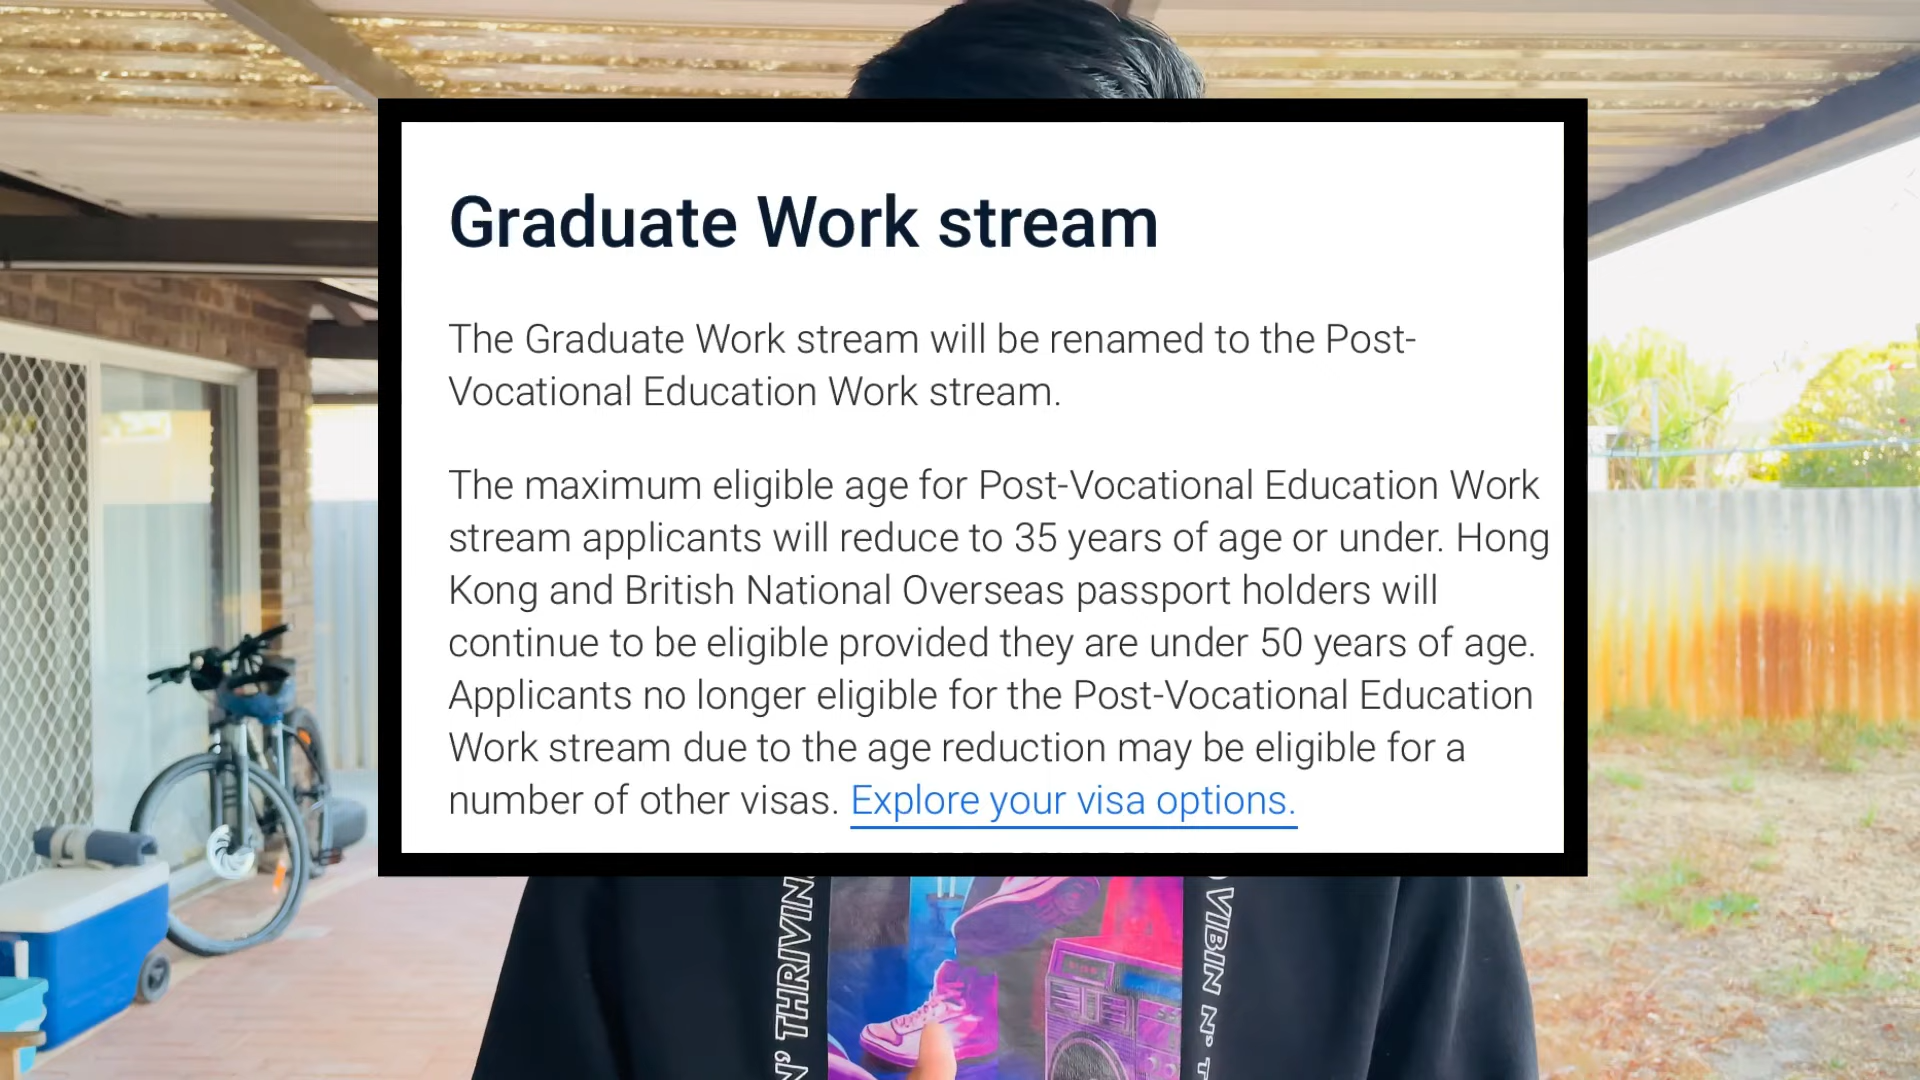 Graduate Work stream
The Graduate Work stream will be renamed to the Post-
Vocational Education Work stream.
The maximum eligible age for Post-Vocational Education Work
stream applicants will reduce to 35 years of age or under. Hong
Kong and British National Overseas passport holders will
continue to be eligible provided they are under 50 years of age.
Applicants no longer eligible for the Post-Vocational Education
Work stream due to the age reduction may be eligible for a
number of other visas. Explore your visa options.
N' THRIVIN
VIBIN N' T